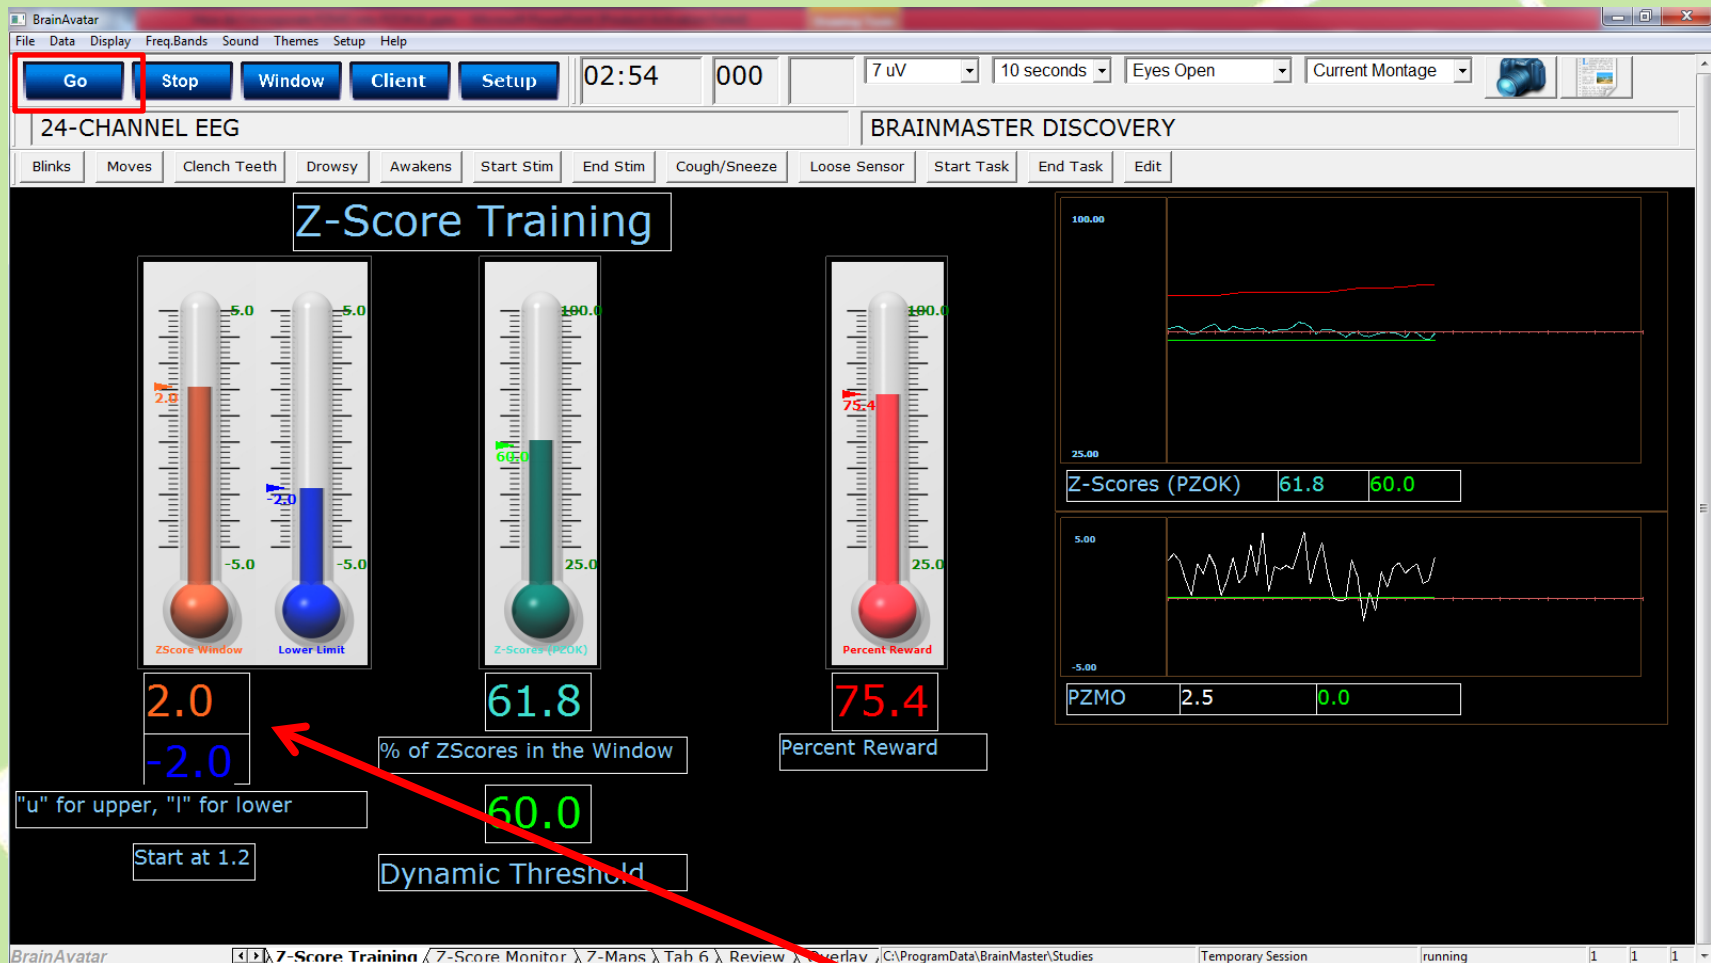 BrainAvatar
File Data Display Freq.Bands Sound Themes Setup Help
Go Stop Window Client Setup 02:54 000 7 uV 10 seconds Eyes Open Current Montage
24-CHANNEL EEG BRAINMASTER DISCOVERY
Blinks Moves Clench Teeth Drowsy Awakens Start Stim End Stim Cough/Sneeze Loose Sensor Start Task End Task Edit
Z-Score Training
5.0 5.0 100.0 100.0
2.0 -2.0 60.0 75.4
-5.0 -5.0 25.0 25.0
ZScore Window Lower Limit Z-Scores (PZOK) Percent Reward
2.0 61.8 75.4
-2.0 % of ZScores in the Window Percent Reward
"u" for upper, "l" for lower 60.0
Start at 1.2 Dynamic Threshold
100.00
25.00
Z-Scores (PZOK) 61.8 60.0
5.00
-5.00
PZMO 2.5 0.0
BrainAvatar Z-Score Training Z-Score Monitor Z-Maps Tab 6 Review Overlay C:\ProgramData\BrainMaster\Studies Temporary Session running 1 1 1